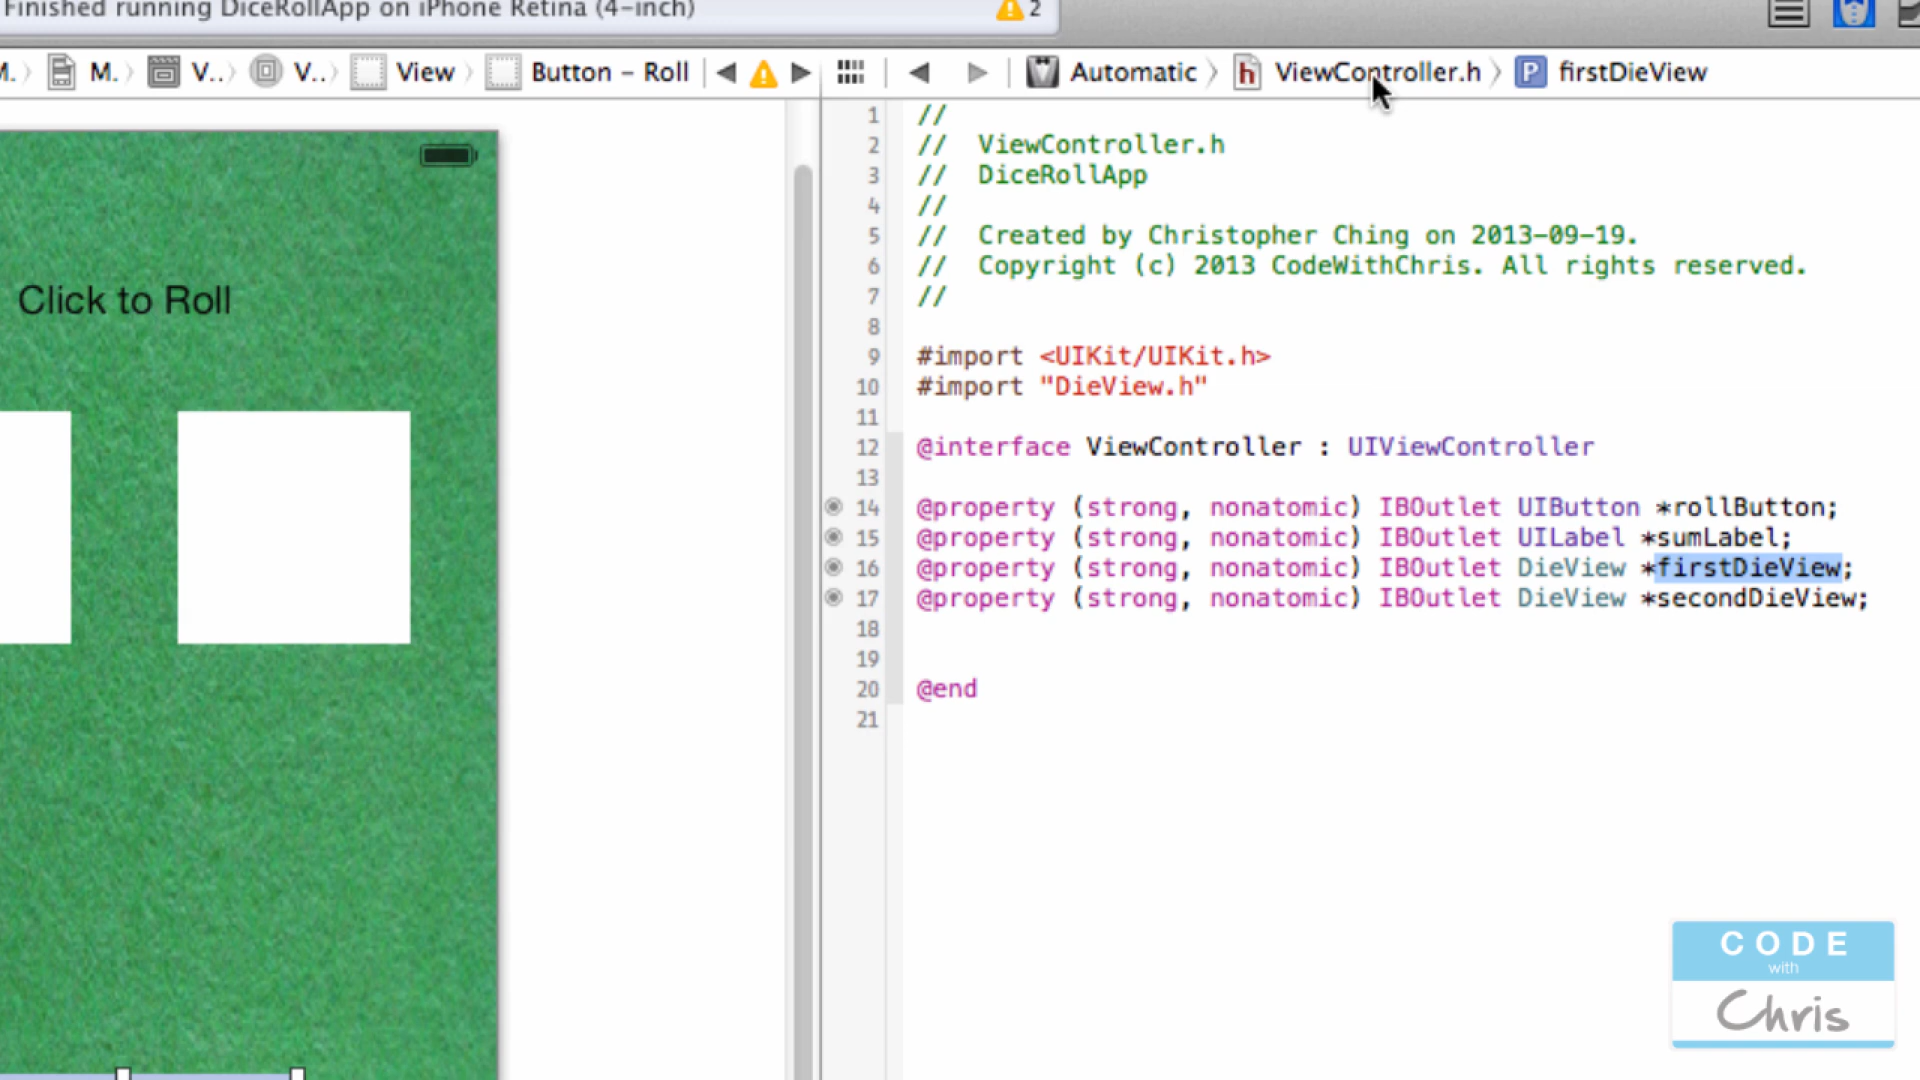 Finished running DiceRollApp on iPhone Retina (4-inch)
2
M. V.. V.. View Button - Roll
Automatic ViewController.h P firstDieView
1 //
2 // ViewController.h
3 // DiceRollApp
4 //
5 // Created by Christopher Ching on 2013-09-19.
6 // Copyright (c) 2013 CodeWithChris. All rights reserved.
7 //
8
9 #import <UIKit/UIKit.h>
10 #import "DieView.h"
11
12 @interface ViewController : UIViewController
13
14 @property (strong, nonatomic) IBOutlet UIButton *rollButton;
15 @property (strong, nonatomic) IBOutlet UILabel *sumLabel;
16 @property (strong, nonatomic) IBOutlet DieView *firstDieView;
17 @property (strong, nonatomic) IBOutlet DieView *secondDieView;
18
19
20 @end
21
Click to Roll
CODE
with
Chris